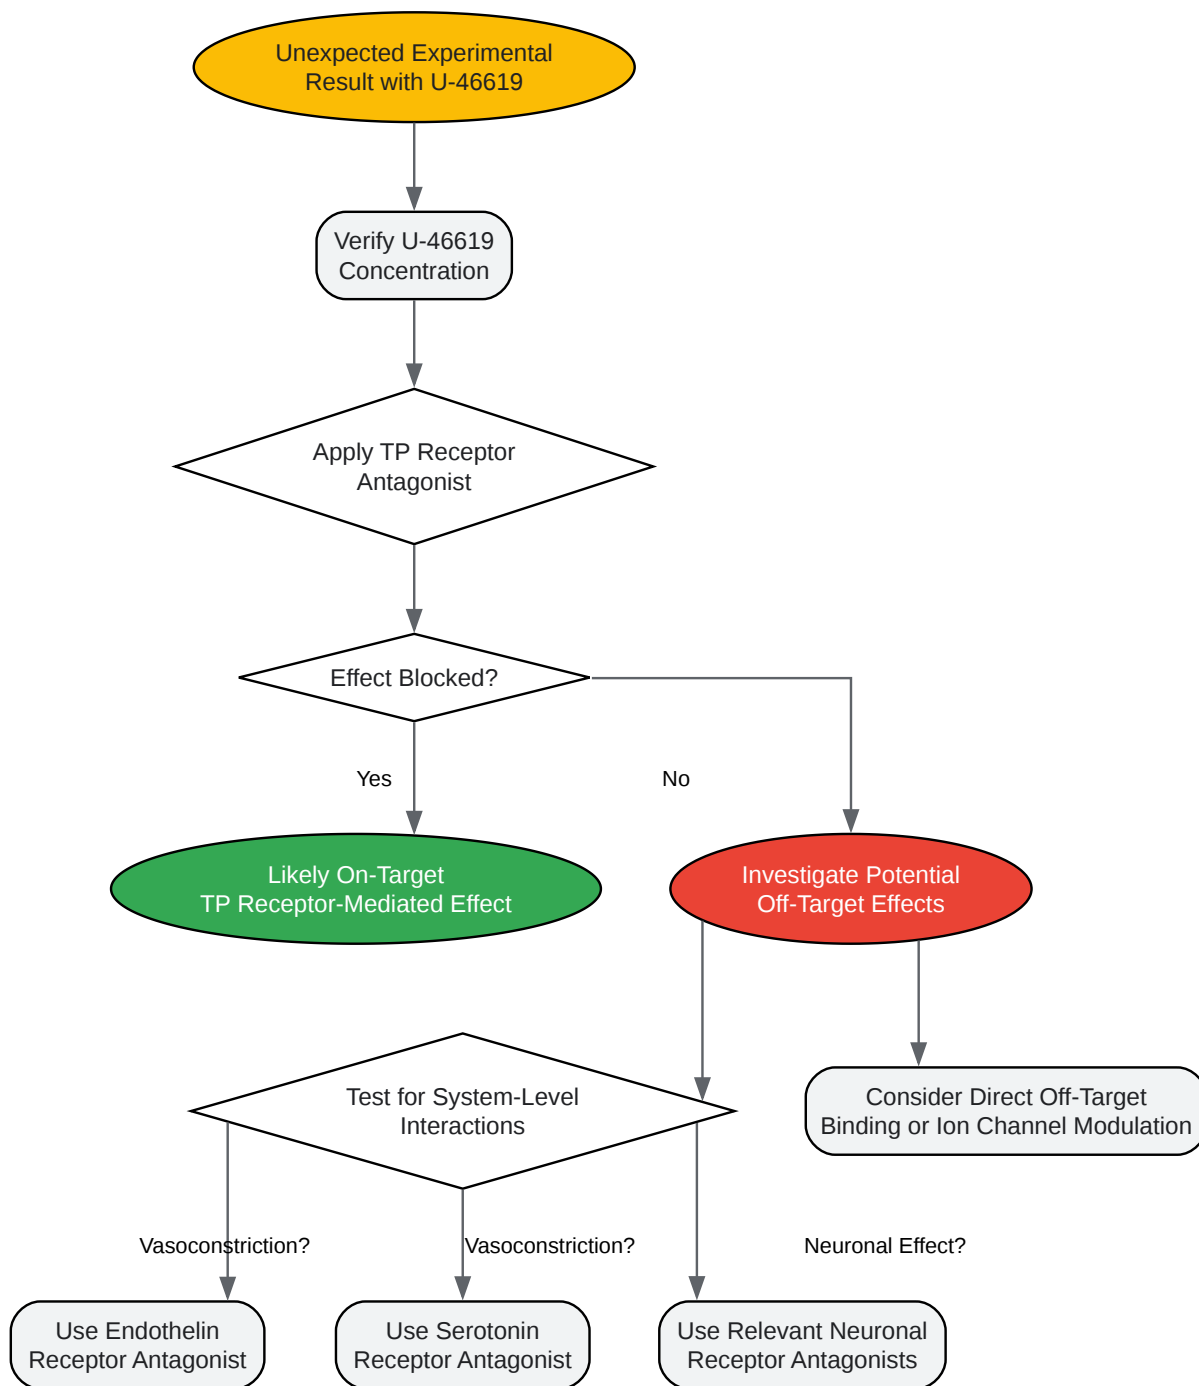 Unexpected Experimental
Result with U-46619
Verify U-46619
Concentration
Apply TP Receptor
Antagonist
Effect Blocked?
Yes
No
Likely On-Target
TP Receptor-Mediated Effect
Investigate Potential
Off-Target Effects
Test for System-Level
Interactions
Consider Direct Off-Target
Binding or Ion Channel Modulation
Vasoconstriction?
Vasoconstriction?
Neuronal Effect?
Use Endothelin
Receptor Antagonist
Use Serotonin
Receptor Antagonist
Use Relevant Neuronal
Receptor Antagonists